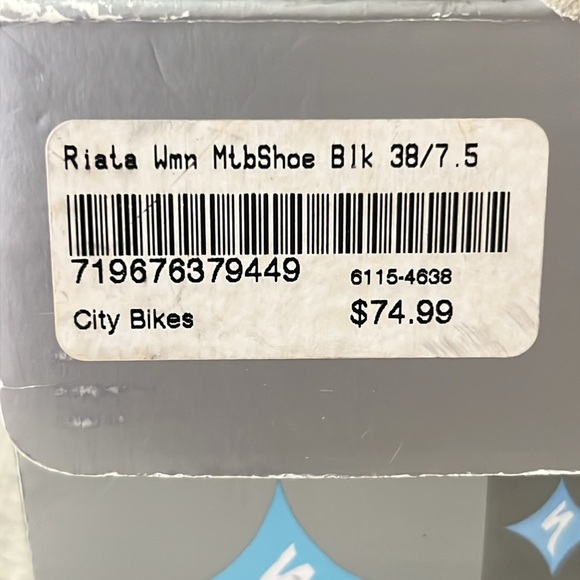 Riata Wmn MtbShoe Blk 38/7.5
719676379449
6115-4638
City Bikes
$74.99